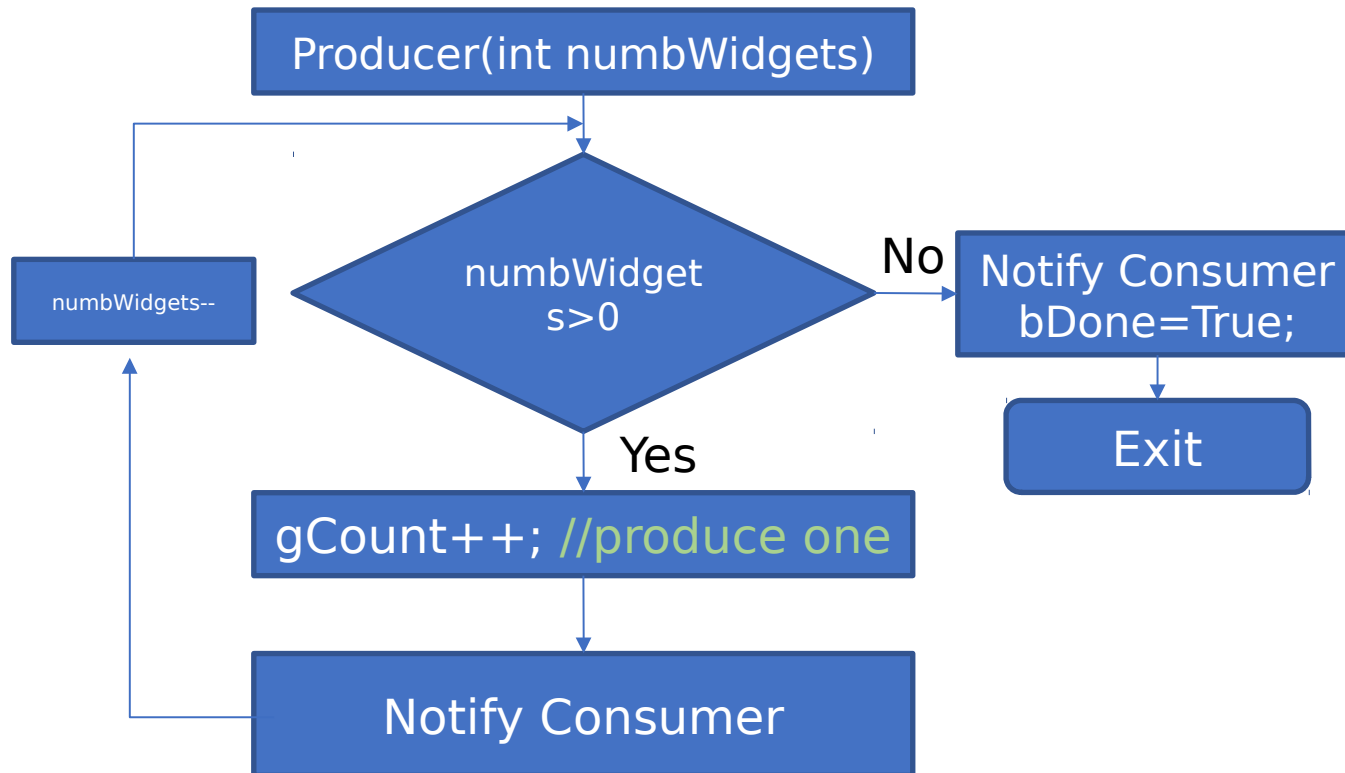 Producer(int numbWidgets)
numbWidget
s>0
No
Notify Consumer
bDone=True;
numbWidgets--
Exit
Yes
gCount++; //produce one
Notify Consumer